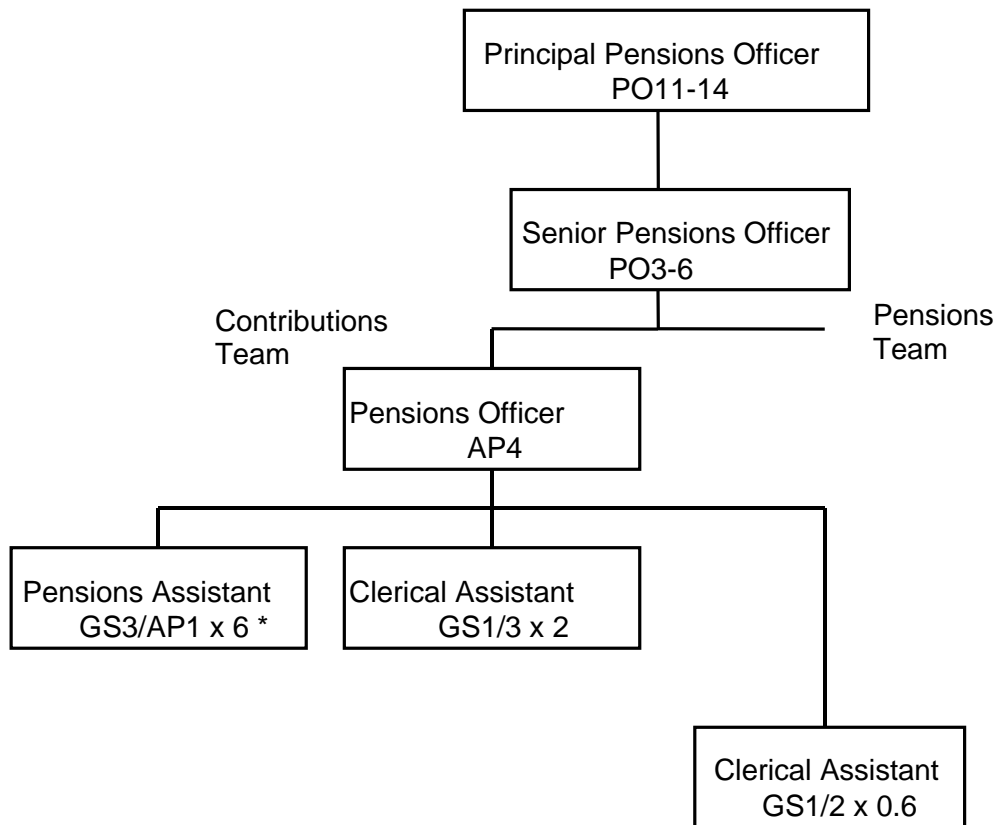 Principal Pensions Officer
PO11-14
Senior Pensions Officer
PO3-6
Contributions
Team
Pensions
Team
Pensions Officer
AP4
Pensions Assistant
GS3/AP1 x 6 *
Clerical Assistant
GS1/3 x 2
Clerical Assistant
GS1/2 x 0.6